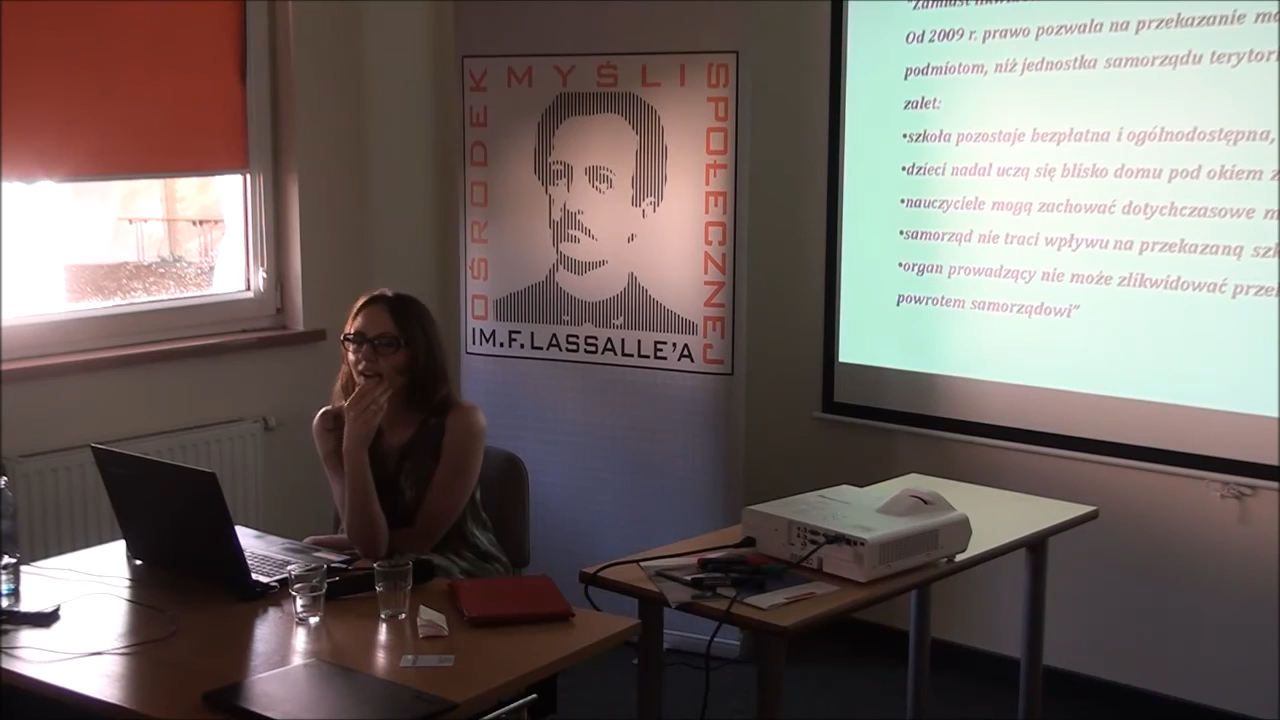 OŚRODEK MYŚLI SPOŁECZNEJ
IM.F.LASSALLE'A
"Zamiast
Od 2009 r. prawo pozwala na przekazanie
podmiotom, niż jednostka samorządu
zalet:
•szkoła pozostaje bezpłatna i ogólnodostępna,
•dzieci nadal uczą się blisko domu pod okiem
•nauczyciele mogą zachować dotychczasowe
•samorząd nie traci wpływu na przekazaną
•organ prowadzący nie może zlikwidować
powrotem samorządowi"